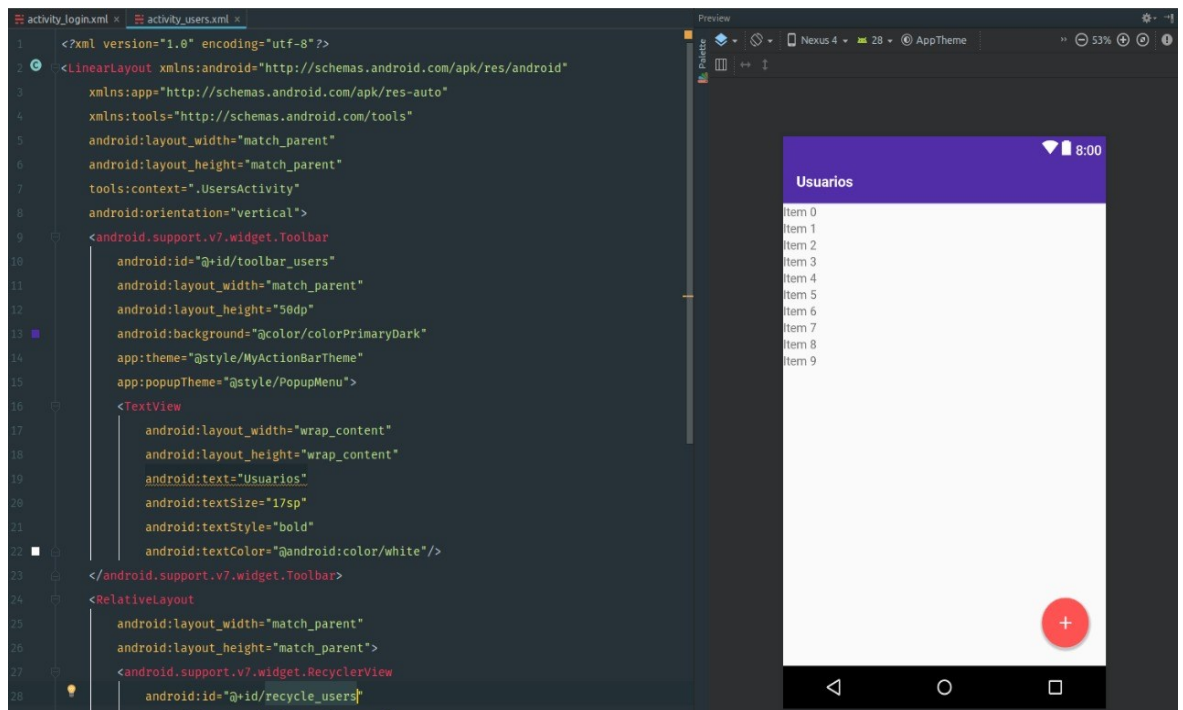 activity_login.xml × activity_users.xml ×
1 <?xml version="1.0" encoding="utf-8"?>
2 <LinearLayout xmlns:android="http://schemas.android.com/apk/res/android"
3 xmlns:app="http://schemas.android.com/apk/res-auto"
4 xmlns:tools="http://schemas.android.com/tools"
5 android:layout_width="match_parent"
6 android:layout_height="match_parent"
7 tools:context=".UsersActivity"
8 android:orientation="vertical">
9 <android.support.v7.widget.Toolbar
10 android:id="@+id/toolbar_users"
11 android:layout_width="match_parent"
12 android:layout_height="50dp"
13 android:background="@color/colorPrimaryDark"
14 app:theme="@style/MyActionBarTheme"
15 app:popupTheme="@style/PopupMenu">
16 <TextView
17 android:layout_width="wrap_content"
18 android:layout_height="wrap_content"
19 android:text="Usuarios"
20 android:textSize="17sp"
21 android:textStyle="bold"
22 android:textColor="@android:color/white"/>
23 </android.support.v7.widget.Toolbar>
24 <RelativeLayout
25 android:layout_width="match_parent"
26 android:layout_height="match_parent">
27 <android.support.v7.widget.RecyclerView
28 android:id="@+id/recycle_users"
Preview
Palette
Nexus 4 28 AppTheme » 53%
8:00
Usuarios
Item 0
Item 1
Item 2
Item 3
Item 4
Item 5
Item 6
Item 7
Item 8
Item 9
+